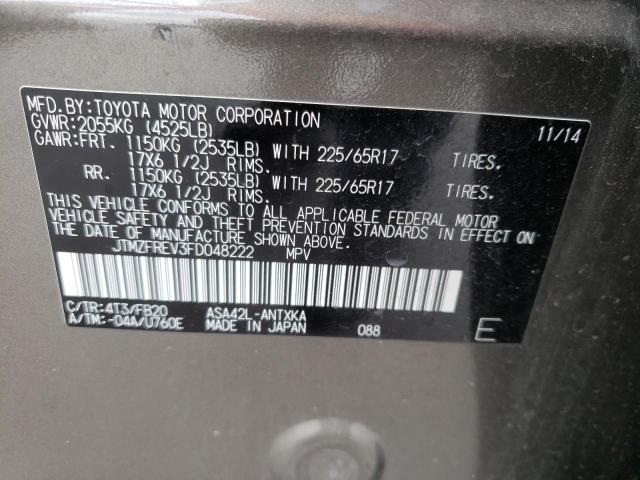 MFD.BY:TOYOTA MOTOR CORPORATION 11/14
GVWR:2055KG (4525LB)
GAWR:FRT. 1150KG (2535LB) WITH 225/65R17 TIRES.
17X6 1/2J RIMS.
RR. 1150KG (2535LB) WITH 225/65R17 TIRES.
17X6 1/2J RIMS.
THIS VEHICLE CONFORMS TO ALL APPLICABLE FEDERAL MOTOR
VEHICLE SAFETY AND THEFT PREVENTION STANDARDS IN EFFECT ON
THE DATE OF MANUFACTURE SHOWN ABOVE.
JTMZFREV3FD048222 MPV
C/TR:4T3/FB20 ASA42L-ANTXKA
A/TM:-04A/U760E MADE IN JAPAN 088 E